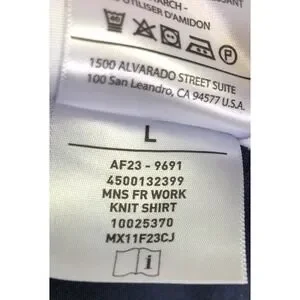 UTILISER D'AMIDON
40
P
1500 ALVARADO STREET SUITE
100 San Leandro, CA 94577 U.S.A.
L
AF23 - 9691
4500132399
MNS FR WORK
KNIT SHIRT
10025370
MX11F23CJ
i